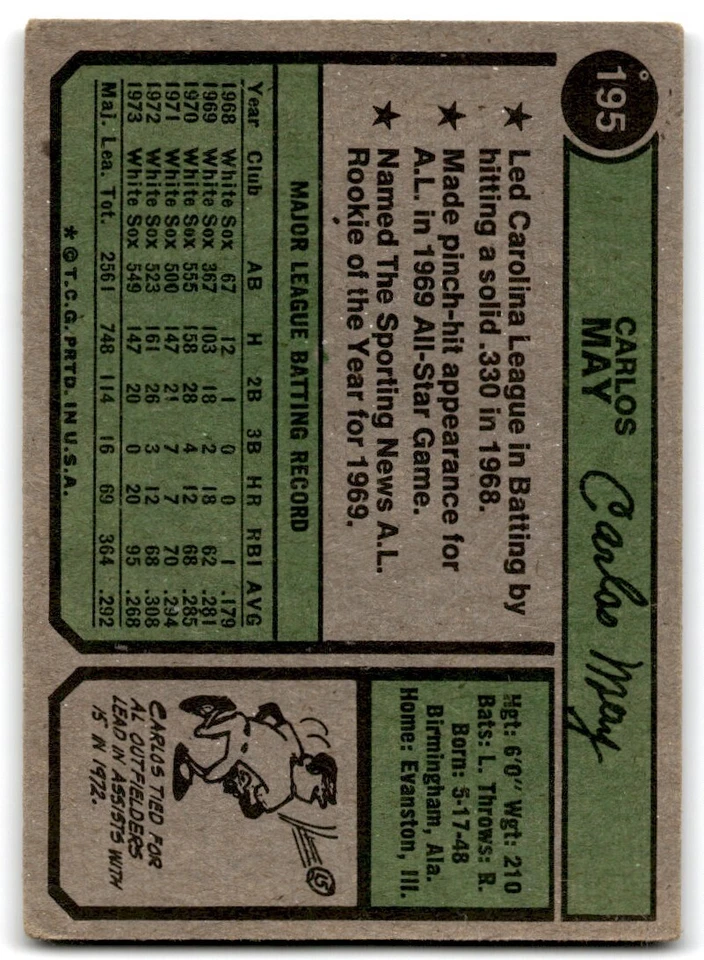 195
CARLOS
MAY
Carlos May
★ Led Carolina League in Batting by
hitting a solid .330 in 1968.
★ Made pinch-hit appearance for
A.L. in 1969 All-Star Game.
★ Named The Sporting News A.L.
Rookie of the Year for 1969.
Hgt: 6'0" Wgt: 210
Bats: L. Throws: R.
Born: 5-17-48
Birmingham, Ala.
Home: Evanston, Ill.
MAJOR LEAGUE BATTING RECORD
Year Club AB H 2B 3B HR RBI AVG
1968 White Sox 67 12 1 0 0 1 .179
1969 White Sox 367 103 18 2 18 62 .281
1970 White Sox 555 158 28 4 12 68 .285
1971 White Sox 500 147 21 7 7 70 .294
1972 White Sox 523 161 26 3 12 68 .308
1973 White Sox 549 147 20 0 20 95 .268
Maj. Lea. Tot. 2561 748 114 16 69 364 .292
15
CARLOS TIED FOR
AL OUTFIELDERS
LEAD IN ASSISTS WITH
15 IN 1972.
* © T.C.G. PRTD. IN U.S.A.